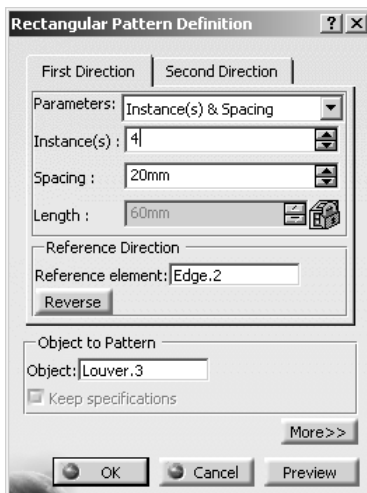 Rectangular Pattern Definition ? ×
First Direction Second Direction
Parameters: Instance(s) & Spacing
Instance(s) : 4
Spacing : 20mm
Length : 60mm
Reference Direction
Reference element: Edge.2
Reverse
Object to Pattern
Object: Louver.3
Keep specifications
More>>
OK Cancel Preview